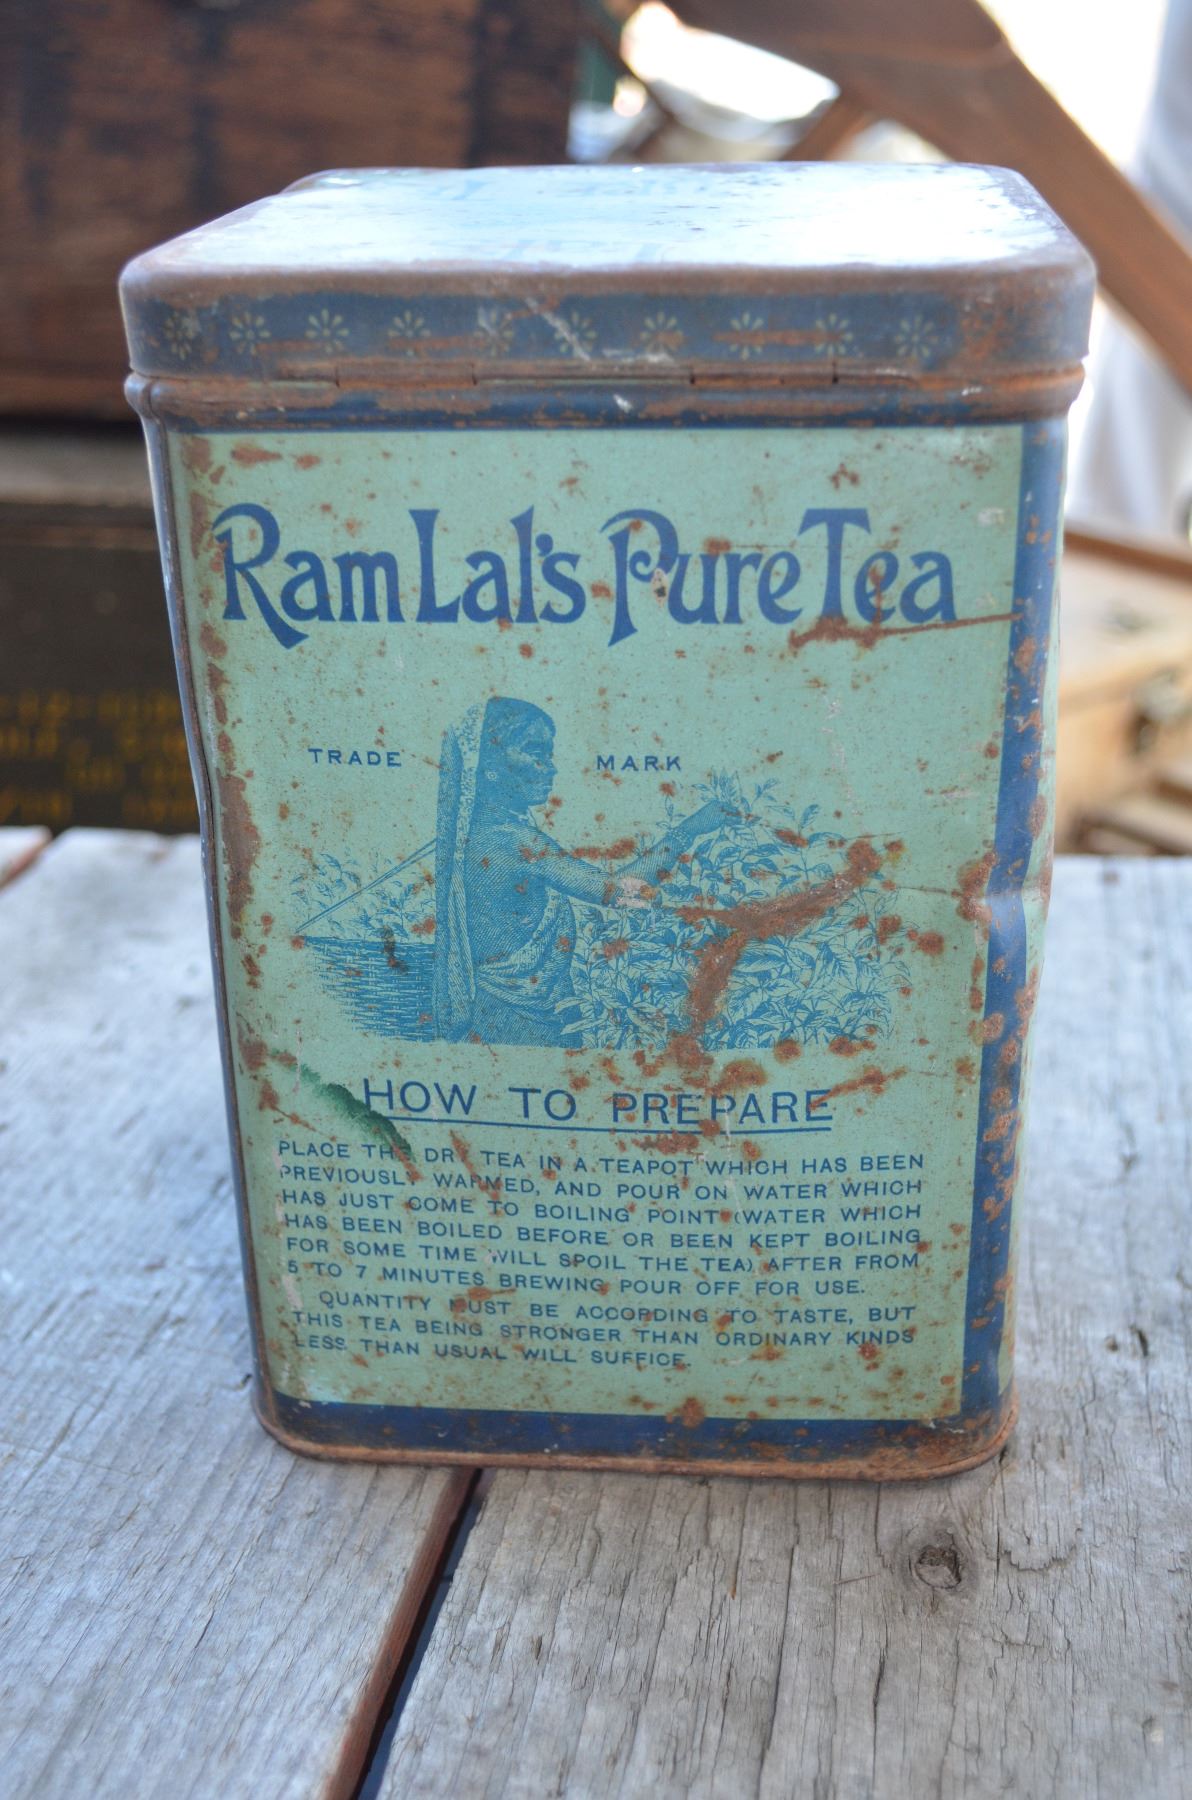 Ram Lal's Pure Tea
TRADE MARK
HOW TO PREPARE
PLACE THE DRY TEA IN A TEAPOT WHICH HAS BEEN
PREVIOUSLY WARMED, AND POUR ON WATER WHICH
HAS JUST COME TO BOILING POINT (WATER WHICH
HAS BEEN BOILED BEFORE OR BEEN KEPT BOILING
FOR SOME TIME WILL SPOIL THE TEA) AFTER FROM
5 TO 7 MINUTES BREWING POUR OFF FOR USE.
QUANTITY MUST BE ACCORDING TO TASTE, BUT
THIS TEA BEING STRONGER THAN ORDINARY KINDS
LESS THAN USUAL WILL SUFFICE.